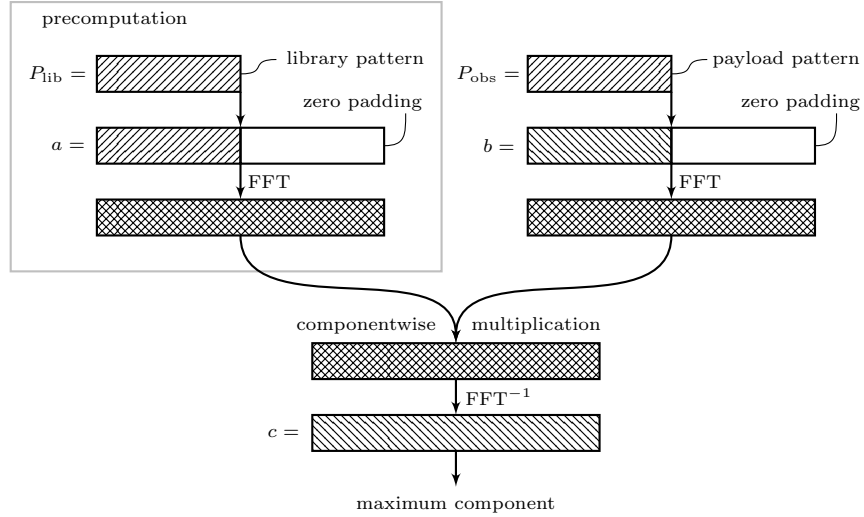 precomputation
P_lib =
library pattern
zero padding
a =
FFT
P_obs =
payload pattern
zero padding
b =
FFT
componentwise multiplication
FFT⁻¹
c =
maximum component